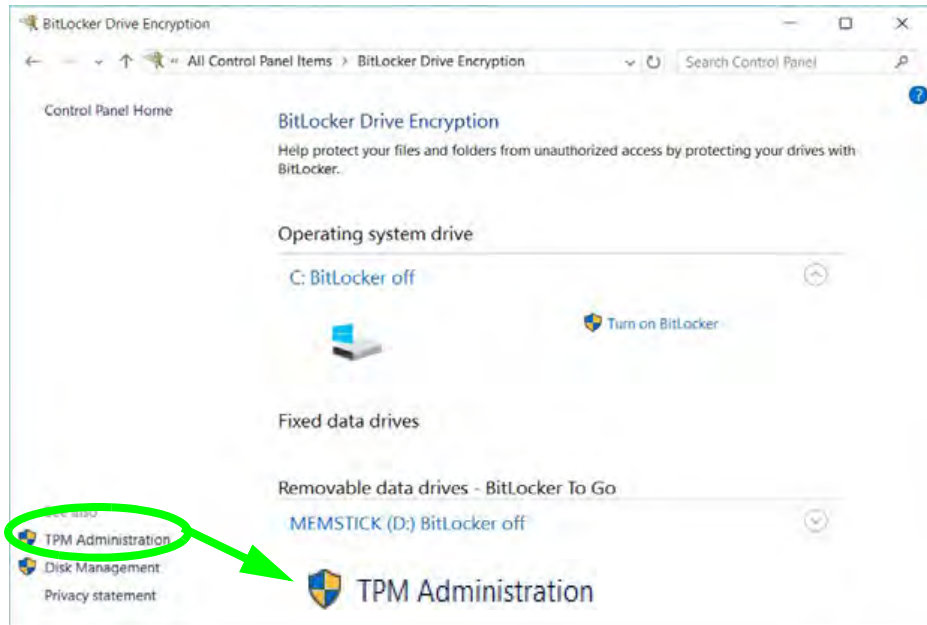 BitLocker Drive Encryption
« All Control Panel Items > BitLocker Drive Encryption
Search Control Panel
?
Control Panel Home
BitLocker Drive Encryption
Help protect your files and folders from unauthorized access by protecting your drives with
BitLocker.
Operating system drive
C: BitLocker off
Turn on BitLocker
Fixed data drives
Removable data drives - BitLocker To Go
MEMSTICK (D:) BitLocker off
See also
TPM Administration
Disk Management
Privacy statement
TPM Administration